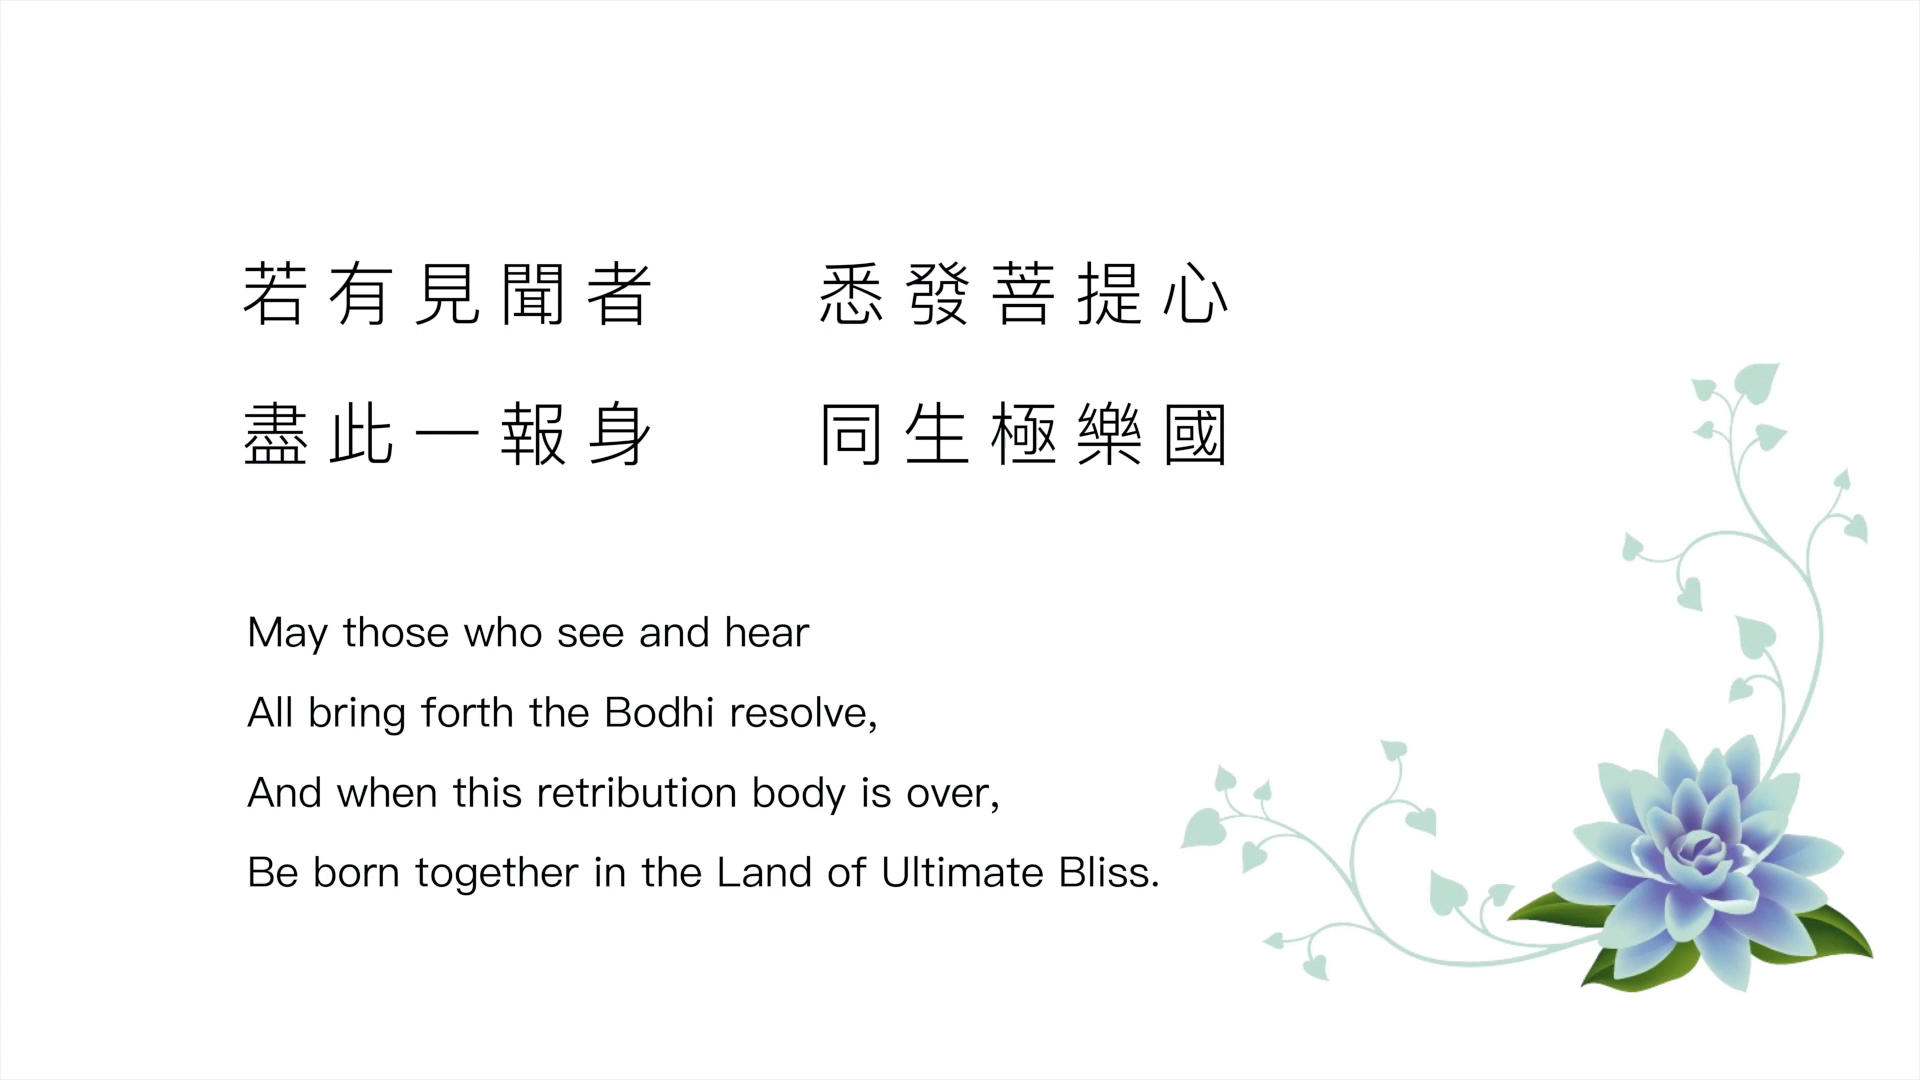 若有見聞者 悉發菩提心
盡此一報身 同生極樂國
May those who see and hear
All bring forth the Bodhi resolve,
And when this retribution body is over,
Be born together in the Land of Ultimate Bliss.